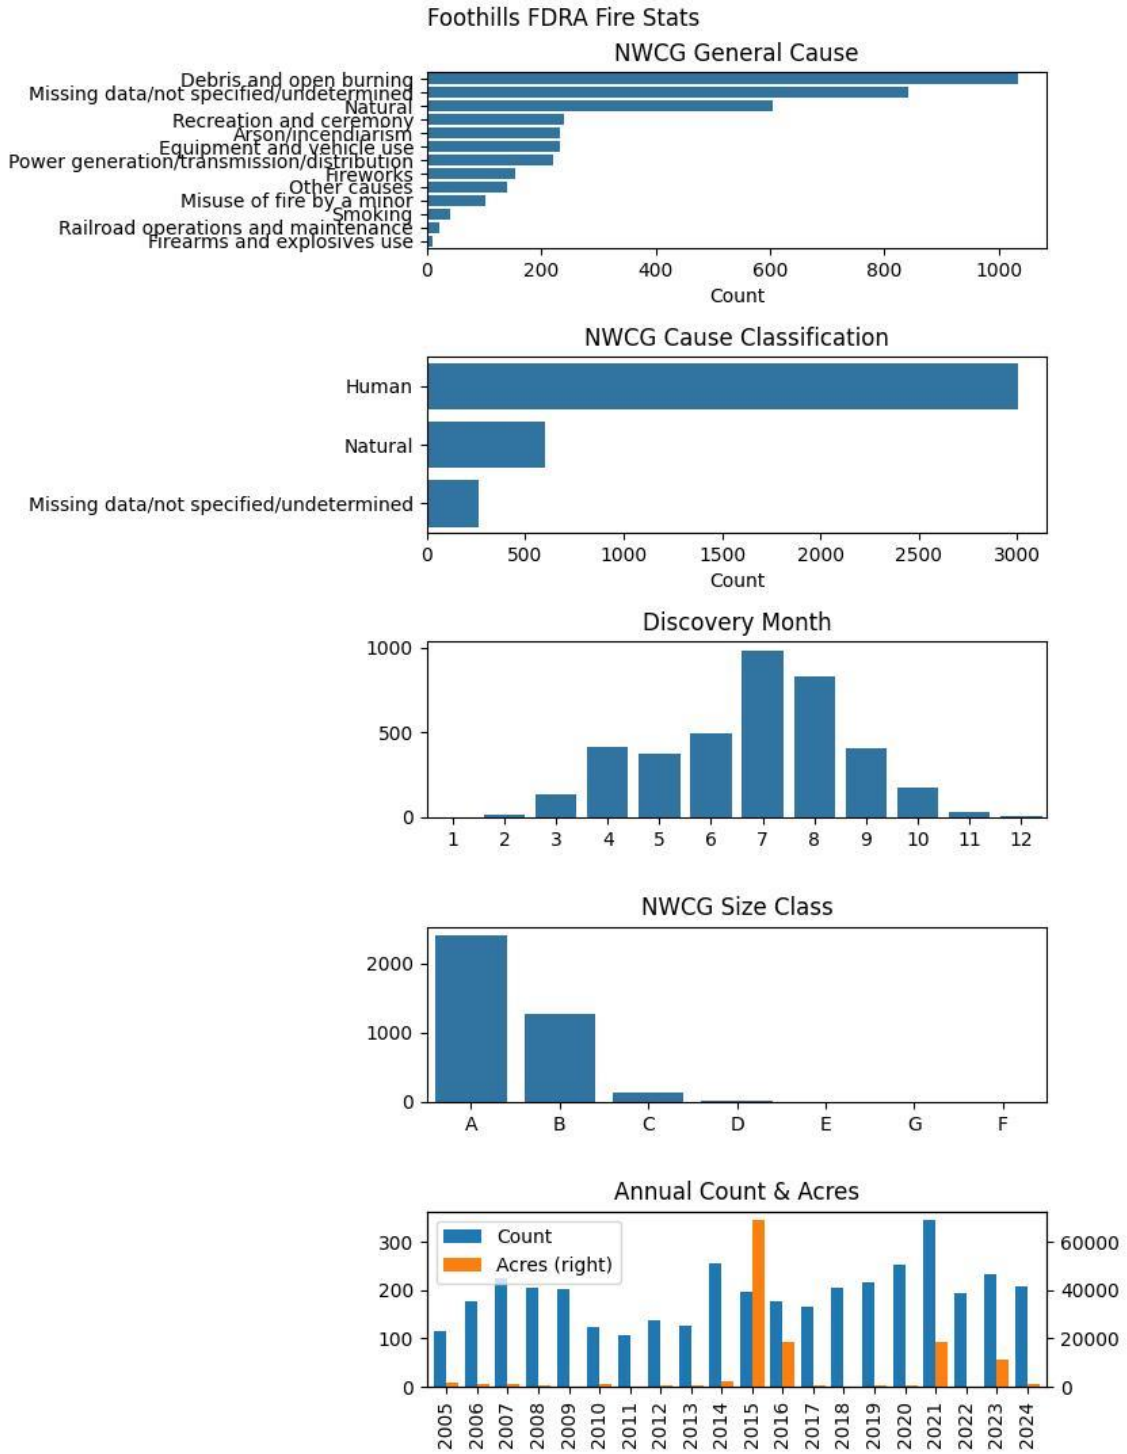 Foothills FDRA Fire Stats
NWCG General Cause
Debris and open burning
Missing data/not specified/undetermined
Natural
Recreation and ceremony
Arson/incendiarism
Equipment and vehicle use
Power generation/transmission/distribution
Fireworks
Other causes
Misuse of fire by a minor
Smoking
Railroad operations and maintenance
Firearms and explosives use
0 200 400 600 800 1000
Count
NWCG Cause Classification
Human
Natural
Missing data/not specified/undetermined
0 500 1000 1500 2000 2500 3000
Count
Discovery Month
1000
500
0
1 2 3 4 5 6 7 8 9 10 11 12
NWCG Size Class
2000
1000
0
A B C D E G F
Annual Count & Acres
Count
Acres (right)
300 60000
200 40000
100 20000
0 0
2005 2006 2007 2008 2009 2010 2011 2012 2013 2014 2015 2016 2017 2018 2019 2020 2021 2022 2023 2024